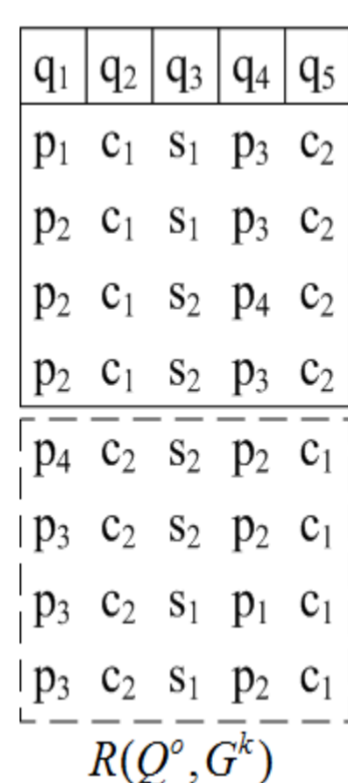 q₁ q₂ q₃ q₄ q₅
p₁ c₁ s₁ p₃ c₂
p₂ c₁ s₁ p₃ c₂
p₂ c₁ s₂ p₄ c₂
p₂ c₁ s₂ p₃ c₂
p₄ c₂ s₂ p₂ c₁
p₃ c₂ s₂ p₂ c₁
p₃ c₂ s₁ p₁ c₁
p₃ c₂ s₁ p₂ c₁
R(Qᵒ, Gᵏ)